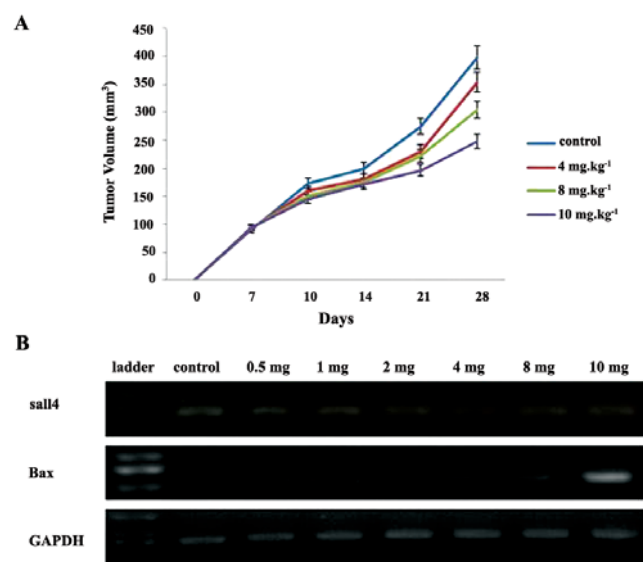 A
Tumor Volume (mm³)
450
400
350
300
250
200
150
100
50
0
0 7 10 14 21 28
Days
control
4 mg.kg⁻¹
8 mg.kg⁻¹
10 mg.kg⁻¹
B
ladder control 0.5 mg 1 mg 2 mg 4 mg 8 mg 10 mg
sall4
Bax
GAPDH